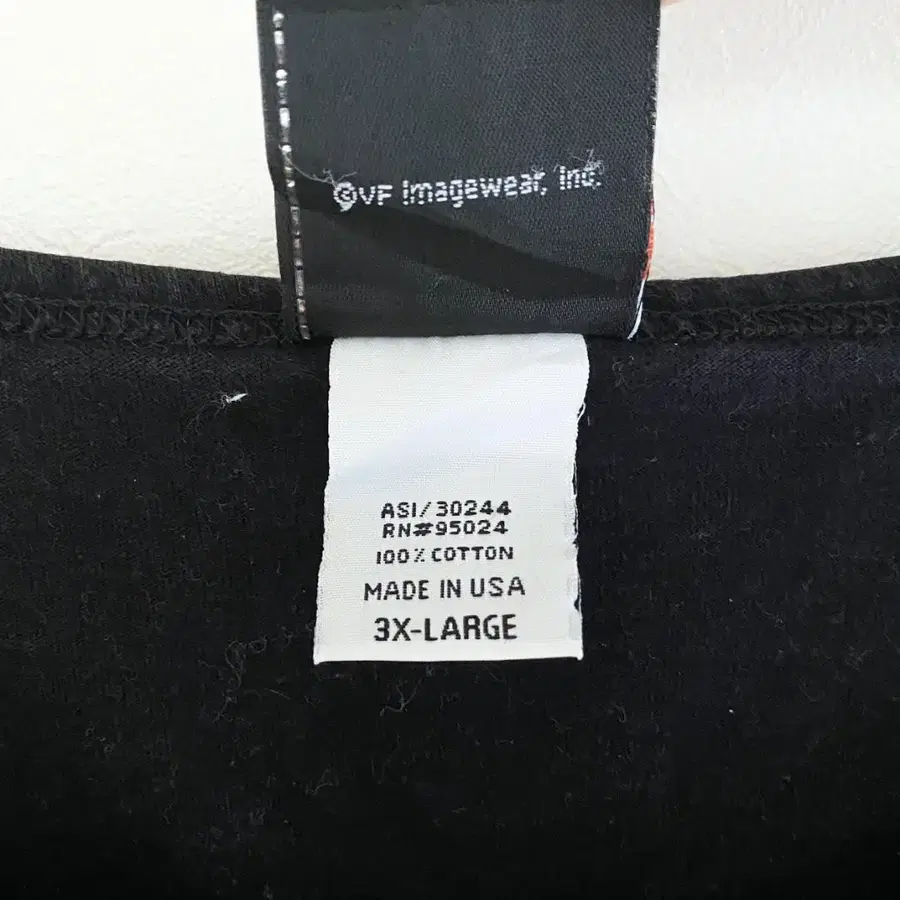 ©VF Imagewear, Inc.
ASI/30244
RN#95024
100% COTTON
MADE IN USA
3X-LARGE